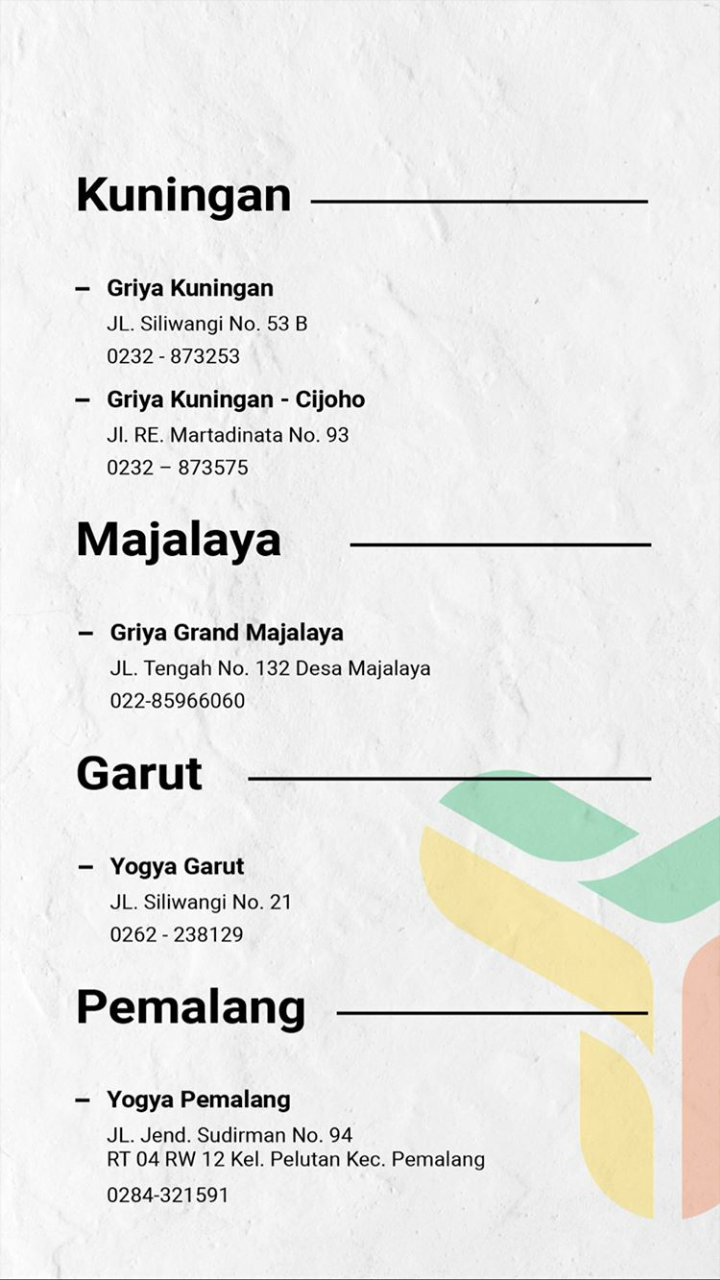 Kuningan
– Griya Kuningan
JL. Siliwangi No. 53 B
0232 - 873253
– Griya Kuningan - Cijoho
Jl. RE. Martadinata No. 93
0232 – 873575
Majalaya
– Griya Grand Majalaya
JL. Tengah No. 132 Desa Majalaya
022-85966060
Garut
– Yogya Garut
JL. Siliwangi No. 21
0262 - 238129
Pemalang
– Yogya Pemalang
JL. Jend. Sudirman No. 94
RT 04 RW 12 Kel. Pelutan Kec. Pemalang
0284-321591